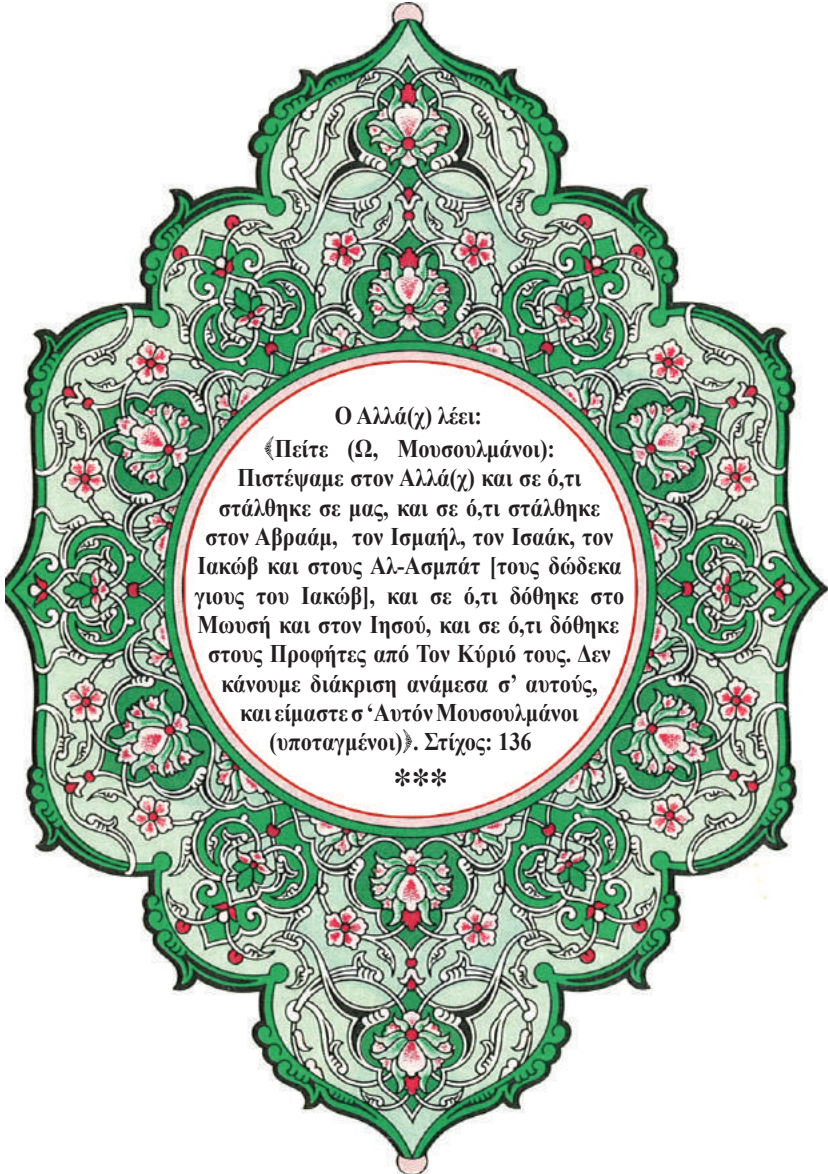 Ο Αλλά(χ) λέει:
﴾Πείτε (Ω, Μουσουλμάνοι):
Πιστέψαμε στον Αλλά(χ) και σε ό,τι
στάλθηκε σε μας, και σε ό,τι στάλθηκε
στον Αβραάμ, τον Ισμαήλ, τον Ισαάκ, τον
Ιακώβ και στους Αλ-Ασμπάτ [τους δώδεκα
γιους του Ιακώβ], και σε ό,τι δόθηκε στο
Μωυσή και στον Ιησού, και σε ό,τι δόθηκε
στους Προφήτες από Τον Κύριό τους. Δεν
κάνουμε διάκριση ανάμεσα σ’ αυτούς,
και είμαστε σ ‘Αυτόν Μουσουλμάνοι
(υποταγμένοι)﴿. Στίχος: 136
***